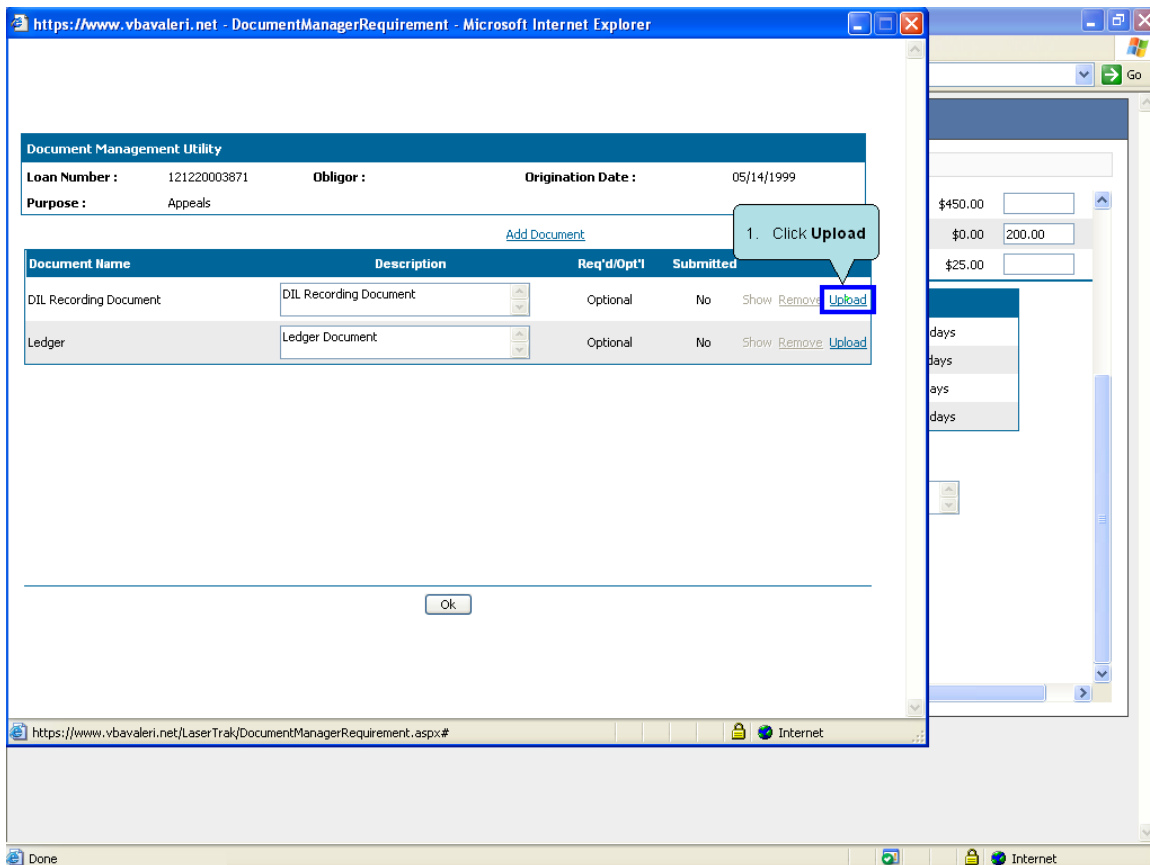 https://www.vbavaleri.net - DocumentManagerRequirement - Microsoft Internet Explorer
Go
Document Management Utility
Loan Number : 121220003871 Obligor : Origination Date : 05/14/1999
Purpose : Appeals
Add Document
1. Click Upload
Document Name Description Req'd/Opt'l Submitted
DIL Recording Document DIL Recording Document Optional No Show Remove Upload
Ledger Ledger Document Optional No Show Remove Upload
$450.00
$0.00 200.00
$25.00
days
days
ays
days
Ok
https://www.vbavaleri.net/LaserTrak/DocumentManagerRequirement.aspx# Internet
Done Internet